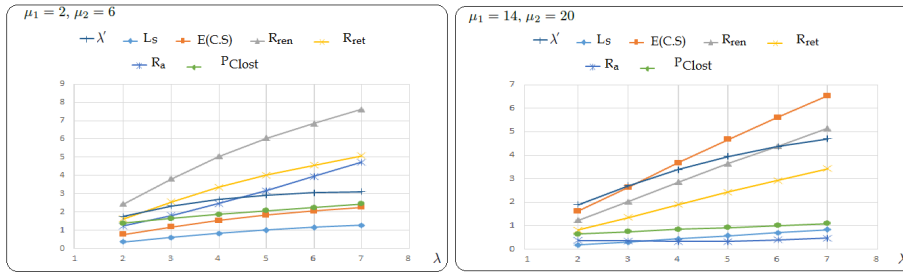 μ₁ = 2, μ₂ = 6
λ′ Ls E(C.S) Rren Rret
Ra PClost
9
8
7
6
5
4
3
2
1
0
1 2 3 4 5 6 7 8 λ
μ₁ = 14, μ₂ = 20
λ′ Ls E(C.S) Rren Rret
Ra PClost
7
6
5
4
3
2
1
0
1 2 3 4 5 6 7 8 λ